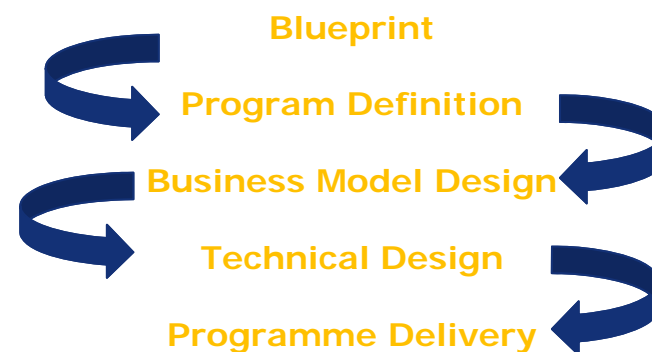 Blueprint
Program Definition
Business Model Design
Technical Design
Programme Delivery